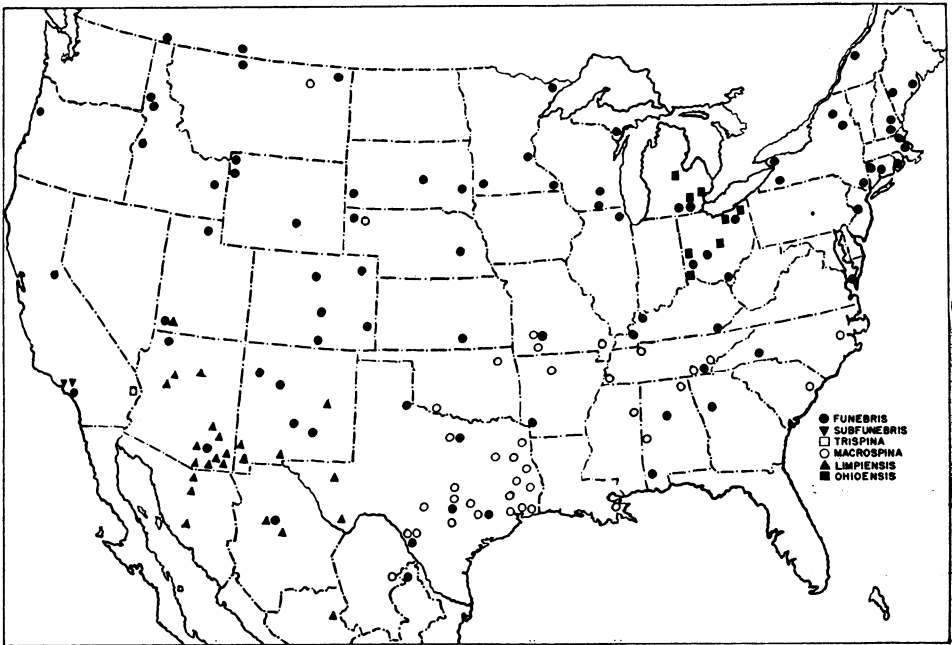 FUNEBRIS
SUBFUNEBRIS
TRISPINA
MACROSPINA
LIMPIENSIS
OHIOENSIS